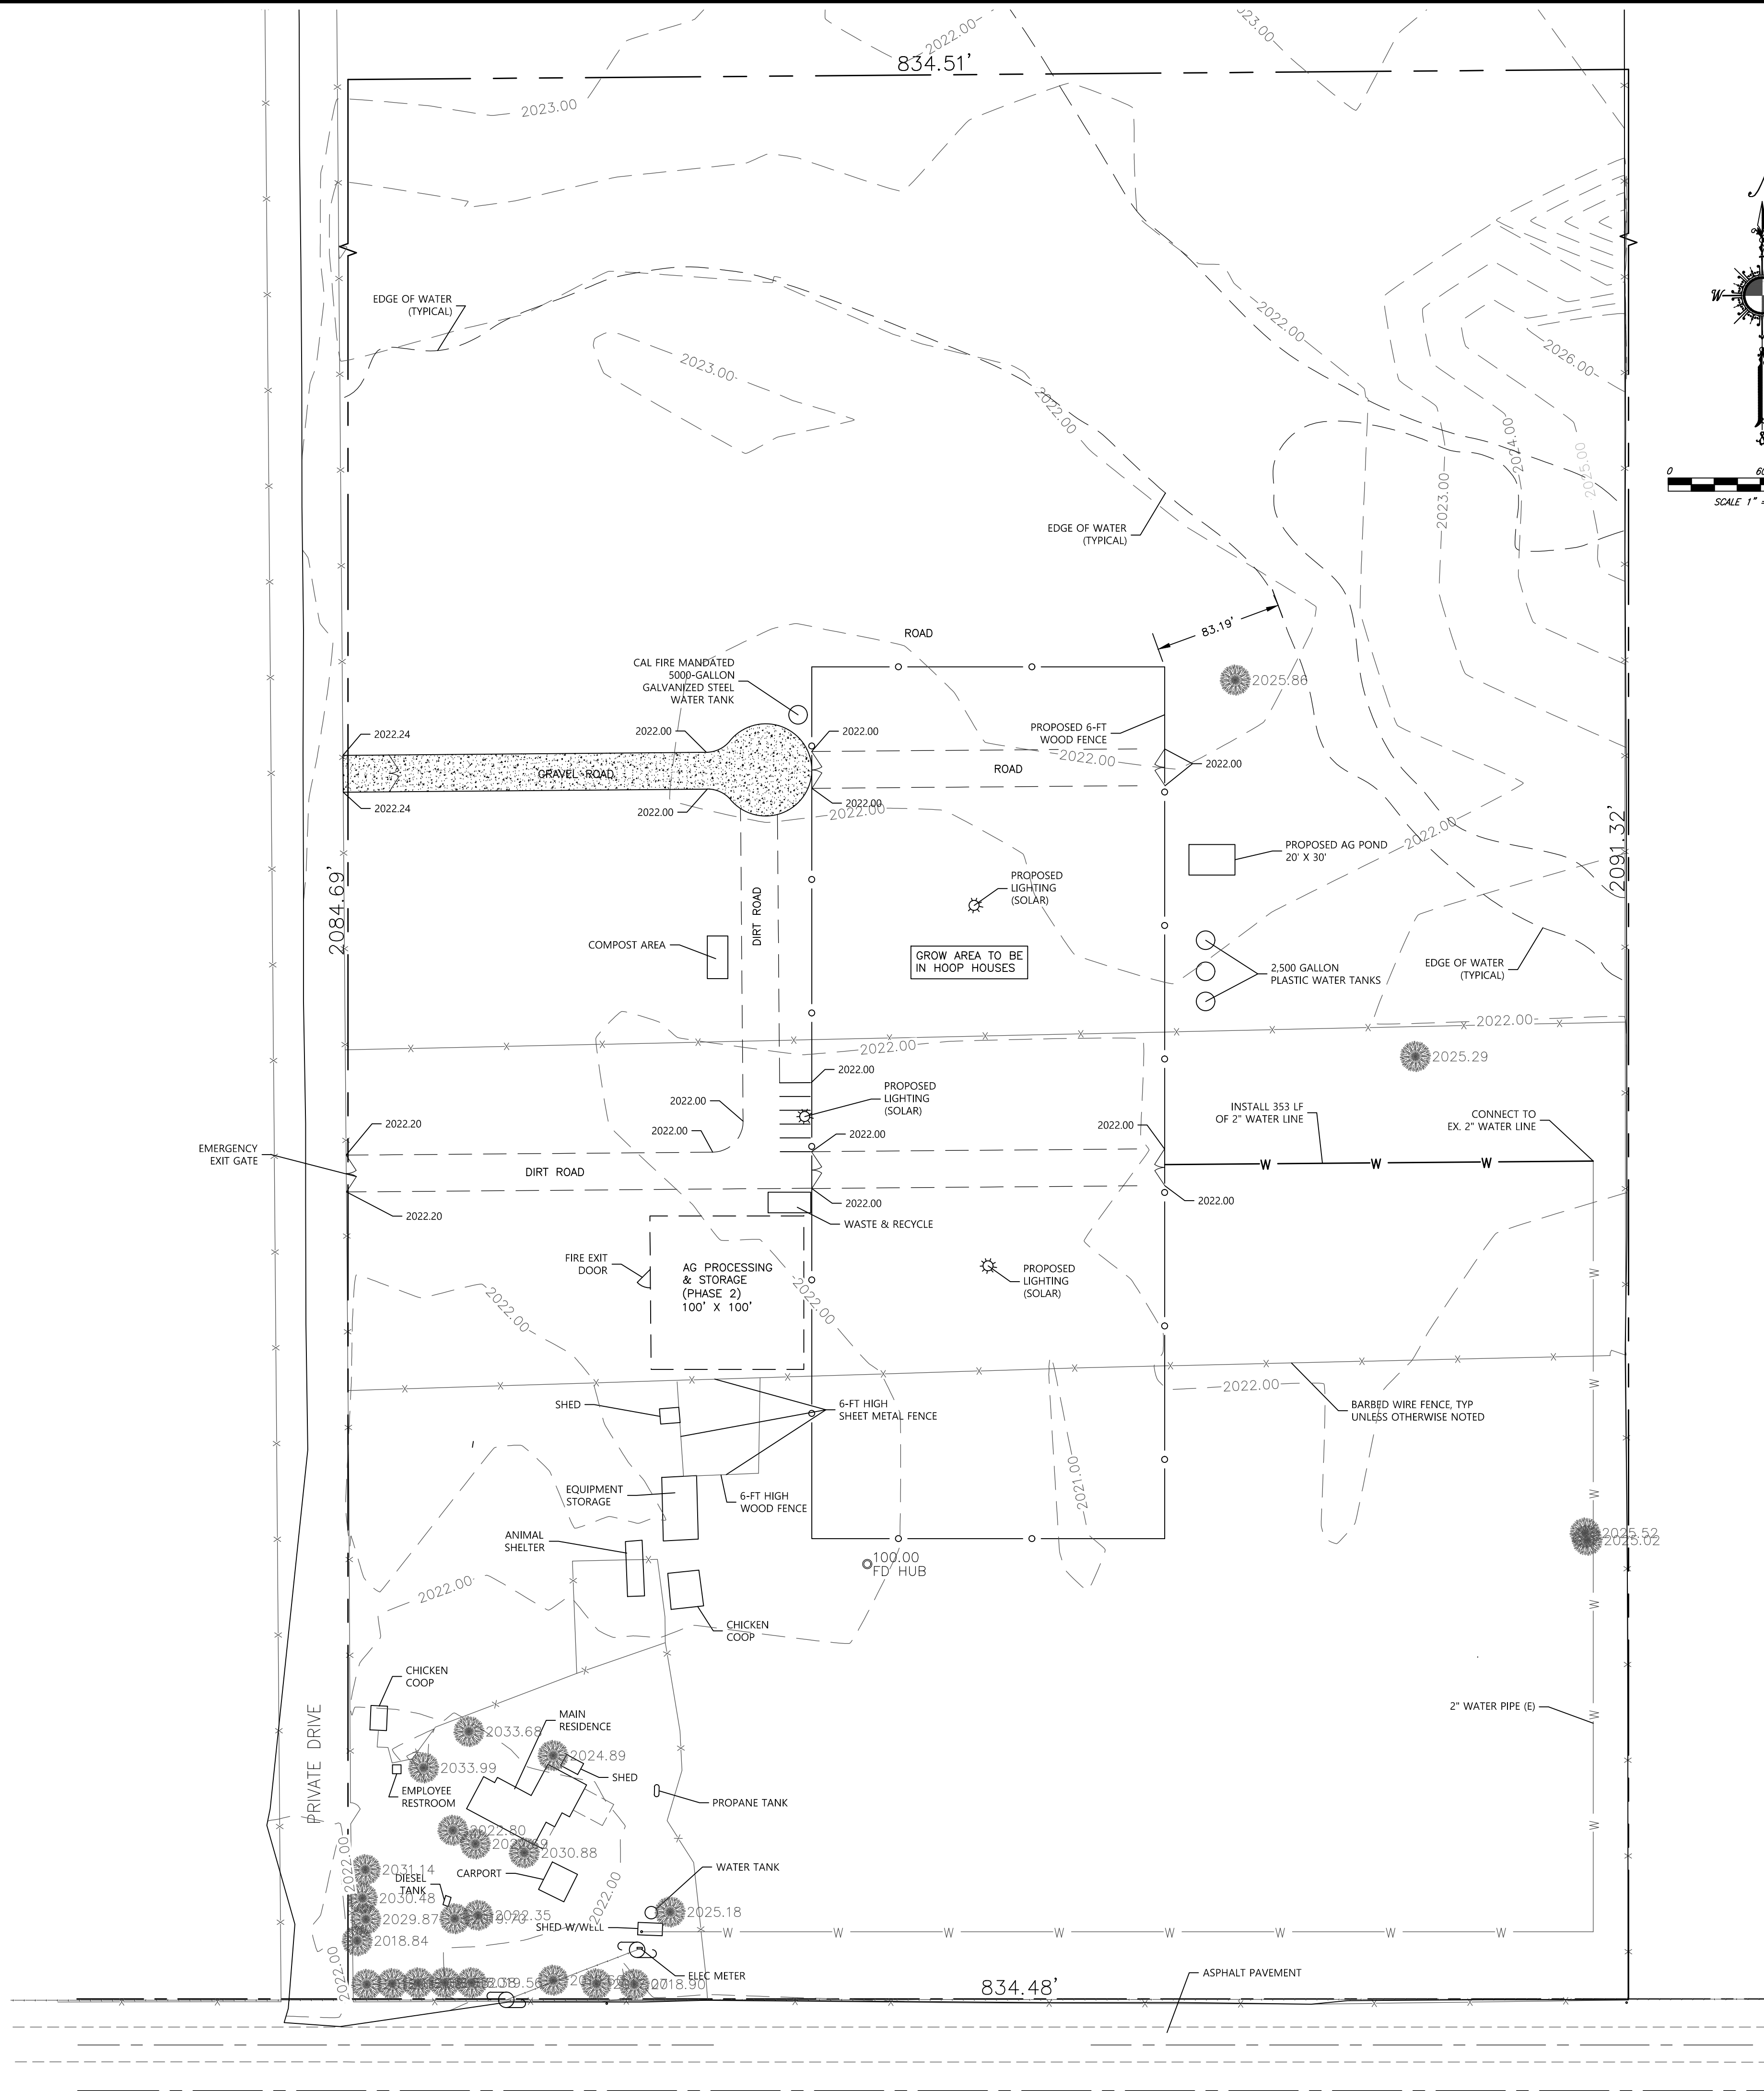 2022.00
834.51'
23.00
2023.00
W
EDGE OF WATER
(TYPICAL)
2022.00
2023.00
2026.00
2022.00
2024.00
2025.00
2023.00
0
60
SCALE 1" =
EDGE OF WATER
(TYPICAL)
83.19'
ROAD
CAL FIRE MANDATED
5000-GALLON
GALVANIZED STEEL
WATER TANK
2025.86
PROPOSED 6-FT
WOOD FENCE
2022.24
2022.00
2022.00
2022.00
2022.00
GRAVEL ROAD
ROAD
2022.24
2022.00
2022.00
2022.00
2022.00
2091.32'
PROPOSED AG POND
20' X 30'
2084.69'
PROPOSED
LIGHTING
(SOLAR)
DIRT ROAD
COMPOST AREA
GROW AREA TO BE
IN HOOP HOUSES
2,500 GALLON
PLASTIC WATER TANKS
EDGE OF WATER
(TYPICAL)
2022.00
2022.00
2025.29
2022.00
PROPOSED
LIGHTING
(SOLAR)
2022.00
INSTALL 353 LF
OF 2" WATER LINE
CONNECT TO
EX. 2" WATER LINE
2022.20
2022.00
2022.00
2022.00
EMERGENCY
EXIT GATE
DIRT ROAD
W W W
2022.20
2022.00
2022.00
WASTE & RECYCLE
FIRE EXIT
DOOR
AG PROCESSING
& STORAGE
(PHASE 2)
100' X 100'
PROPOSED
LIGHTING
(SOLAR)
2022.00
2022.00
W
2022.00
W
SHED
6-FT HIGH
SHEET METAL FENCE
BARBED WIRE FENCE, TYP
UNLESS OTHERWISE NOTED
EQUIPMENT
STORAGE
6-FT HIGH
WOOD FENCE
2021.00
W
ANIMAL
SHELTER
2025.52
2025.02
100.00
FD HUB
2022.00
W
CHICKEN
COOP
CHICKEN
COOP
2" WATER PIPE (E)
W
MAIN
RESIDENCE
PRIVATE DRIVE
2033.68
2024.89
2033.99
SHED
EMPLOYEE
RESTROOM
PROPANE TANK
W
2022.80
2030.88
2022.00
2031.14
CARPORT
WATER TANK
DIESEL
TANK
2030.48
2022.00
2029.87
2022.35
2025.18
SHED W/WELL
W W W W W W W W
2018.84
2022.00
ELEC METER
2018.90
834.48'
ASPHALT PAVEMENT